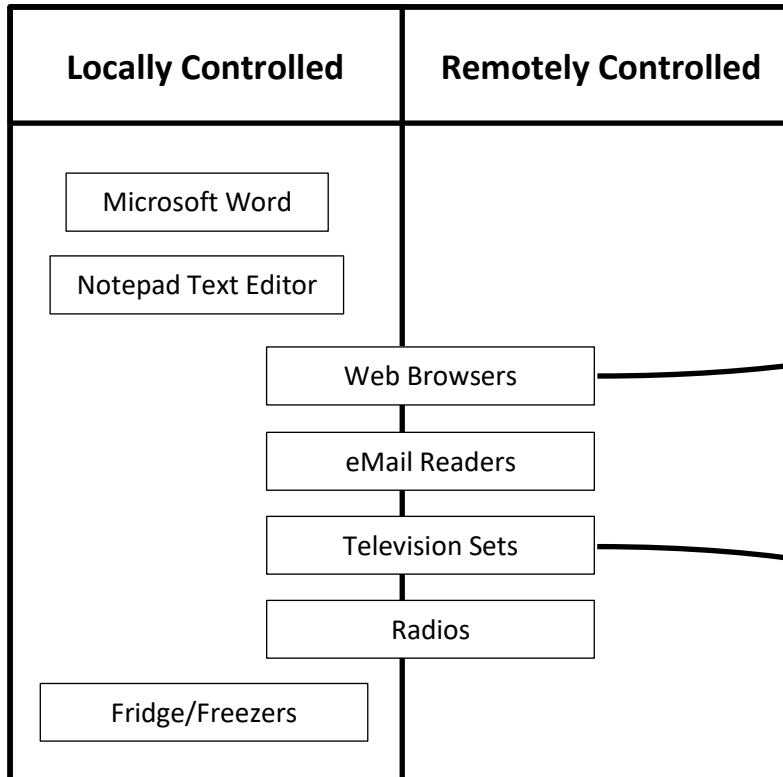 Locally Controlled
Remotely Controlled
Microsoft Word
Notepad Text Editor
Web Browsers
eMail Readers
Television Sets
Radios
Fridge/Freezers